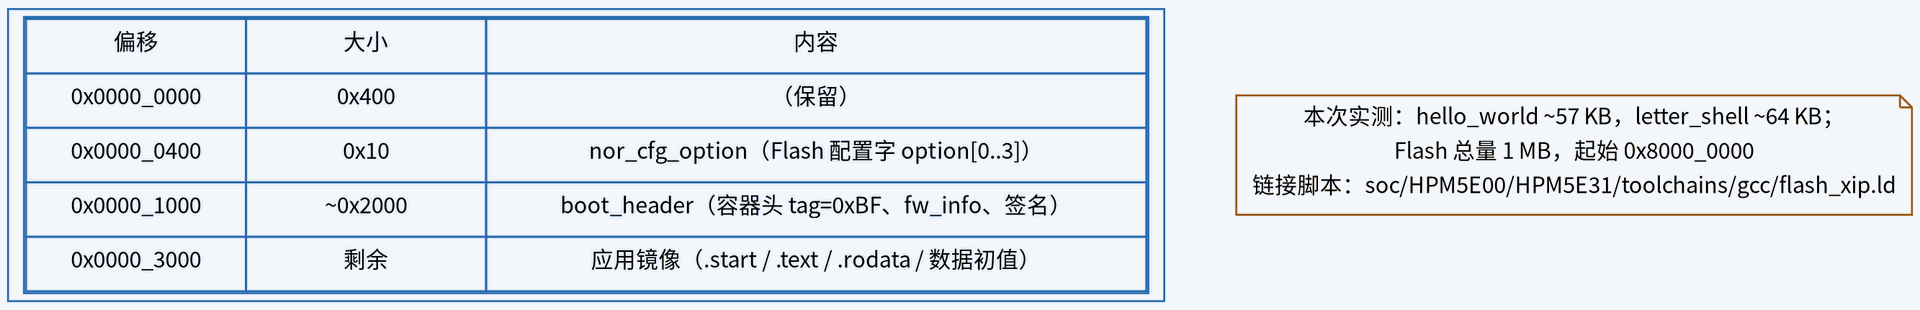 偏移 大小 内容
0x0000_0000 0x400 （保留）
0x0000_0400 0x10 nor_cfg_option（Flash 配置字 option[0..3]）
0x0000_1000 ~0x2000 boot_header（容器头 tag=0xBF、fw_info、签名）
0x0000_3000 剩余 应用镜像（.start / .text / .rodata / 数据初值）
本次实测：hello_world ~57 KB，letter_shell ~64 KB；
Flash 总量 1 MB，起始 0x8000_0000
链接脚本：soc/HPM5E00/HPM5E31/toolchains/gcc/flash_xip.ld